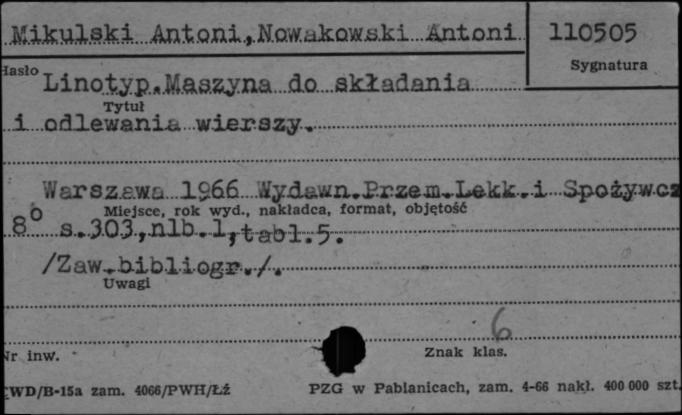 Mikulski Antoni, Nowakowski Antoni
110505
Hasło
Sygnatura
Linotyp. Maszyna do składania
Tytuł
i odlewania wierszy.
Warszawa 1966 Wydawn. Przem. Lekk. i Spożywcz
Miejsce, rok wyd., nakładca, format, objętość
8° s. 303, nlb. 1, tabl. 5.
/Zaw. bibliogr./.
Uwagi
6
Nr inw.
Znak klas.
WD/B-15a zam. 4066/PWH/Łź
PZG w Pabianicach, zam. 4-66 nakł. 400 000 szt.